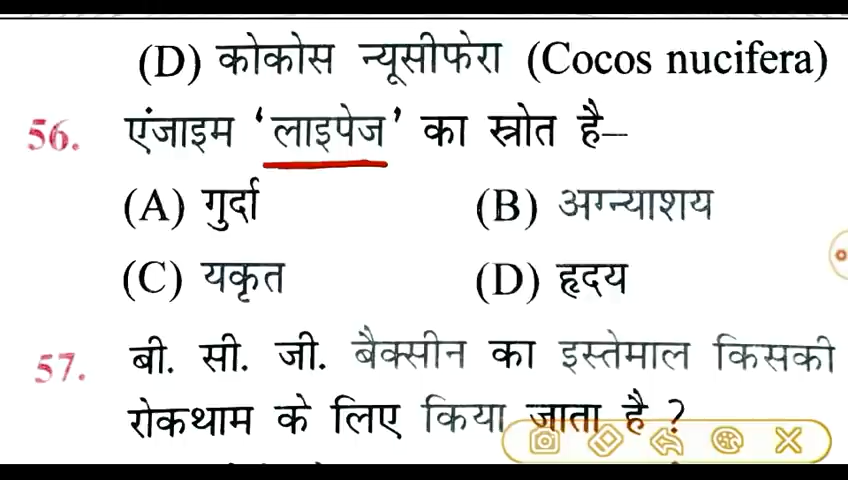 (D) कोकोस न्यूसीफेरा (Cocos nucifera)
56. एंजाइम ‘लाइपेज’ का स्त्रोत है–
(A) गुर्दा (B) अग्न्याशय
(C) यकृत (D) हृदय
57. बी. सी. जी. बैक्सीन का इस्तेमाल किसकी
रोकथाम के लिए किया जाता है ?